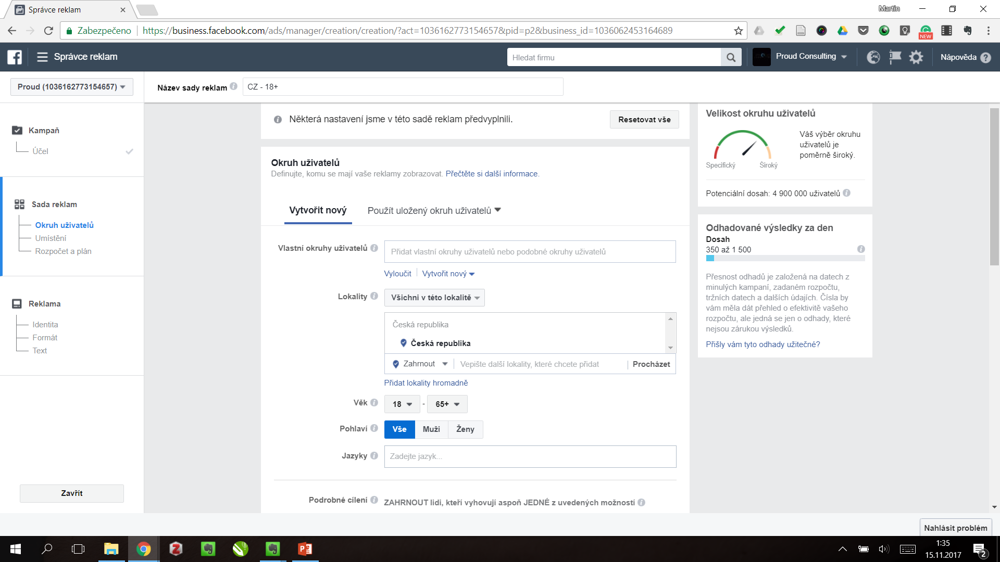 Správce reklam
Martin
Zabezpečeno
https://business.facebook.com/ads/manager/creation/creation/?act=1036162773154657&pid=p2&business_id=1036062453164689
NEW
Správce reklam
Hledat firmu
Proud Consulting
Nápověda
Proud (1036162773154657)
Název sady reklam
CZ - 18+
Kampaň
Účel
Sada reklam
Okruh uživatelů
Umístění
Rozpočet a plán
Reklama
Identita
Formát
Text
Zavřít
Některá nastavení jsme v této sadě reklam předvyplnili.
Resetovat vše
Okruh uživatelů
Definujte, komu se mají vaše reklamy zobrazovat. Přečtěte si další informace.
Vytvořit nový
Použít uložený okruh uživatelů
Vlastní okruhy uživatelů
Přidat vlastní okruhy uživatelů nebo podobné okruhy uživatelů
Vyloučit
Vytvořit nový
Lokality
Všichni v této lokalitě
Česká republika
Česká republika
Zahrnout
Vepište další lokality, které chcete přidat
Procházet
Přidat lokality hromadně
Věk
18 - 65+
Pohlaví
Vše
Muži
Ženy
Jazyky
Zadejte jazyk...
Podrobné cílení
ZAHRNOUT lidi, kteří vyhovují aspoň JEDNÉ z uvedených možností
Velikost okruhu uživatelů
Specifický
Široký
Váš výběr okruhu
uživatelů je
poměrně široký.
Potenciální dosah: 4 900 000 uživatelů
Odhadované výsledky za den
Dosah
350 až 1 500
Přesnost odhadů je založená na datech z
minulých kampaní, zadaném rozpočtu,
tržních datech a dalších údajích. Čísla by
vám měla dát přehled o efektivitě vašeho
rozpočtu, ale jedná se jen o odhady, které
nejsou zárukou výsledků.
Přišly vám tyto odhady užitečné?
Nahlásit problém
1:35
15.11.2017
2